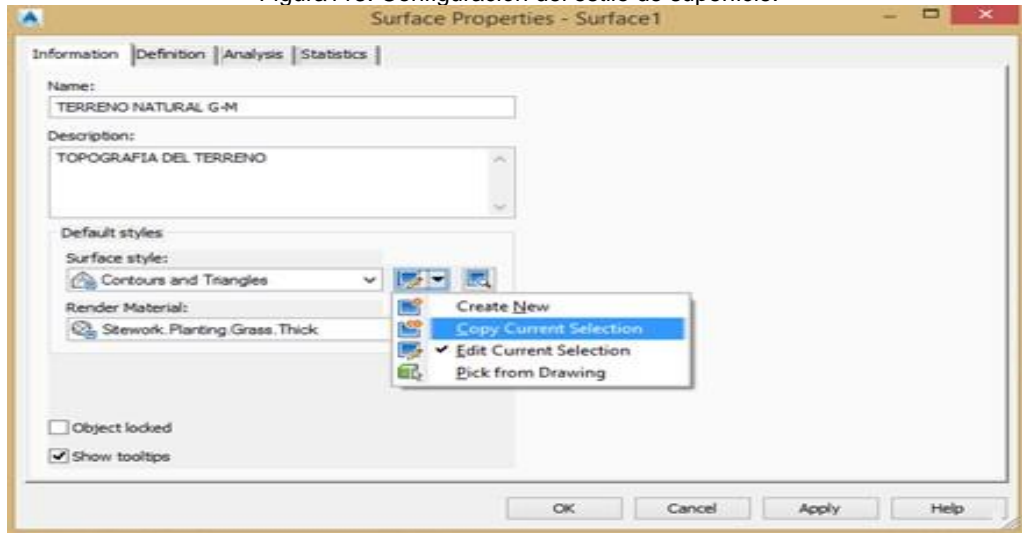 Surface Properties - Surface1
Information Definition Analysis Statistics
Name:
TERRENO NATURAL G-M
Description:
TOPOGRAFIA DEL TERRENO
Default styles
Surface style:
Contours and Triangles
Render Material:
Sitework.Planting.Grass.Thick
Create New
Copy Current Selection
Edit Current Selection
Pick from Drawing
Object locked
Show tooltips
OK Cancel Apply Help